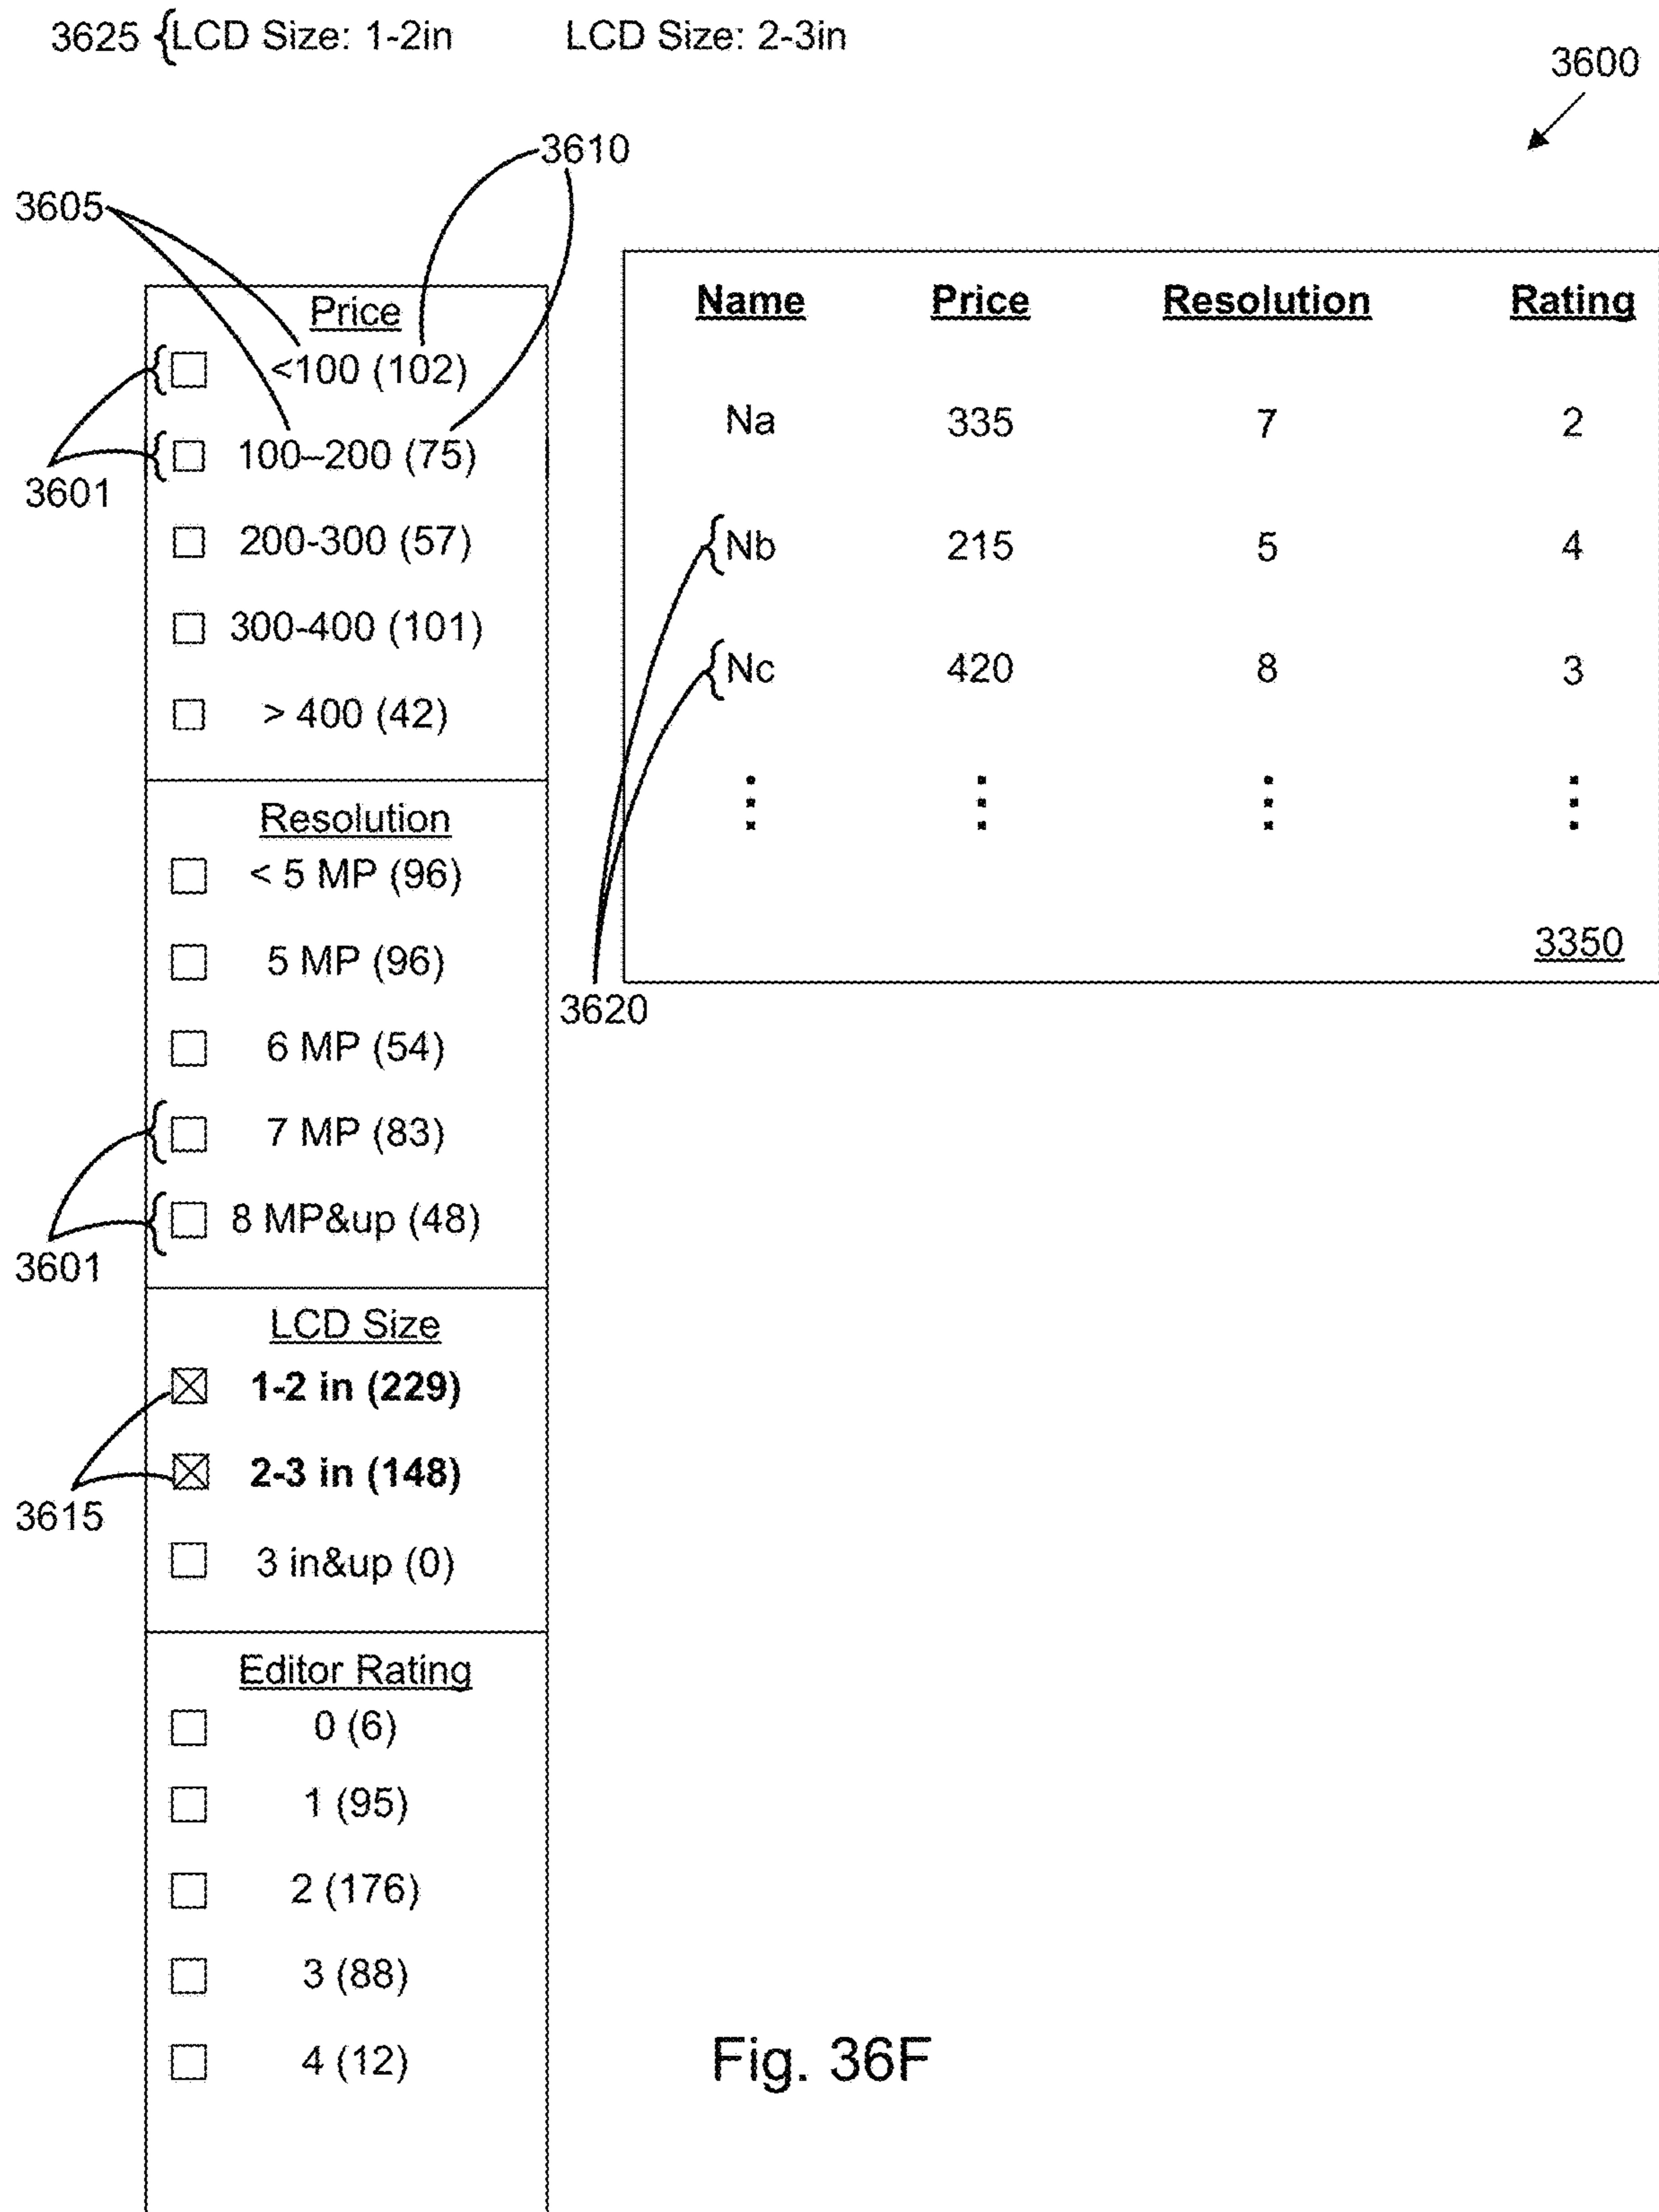 3625 {LCD Size: 1-2in LCD Size: 2-3in
3600
3610
3605
Price
<100 (102)
100–200 (75)
3601
200-300 (57)
300-400 (101)
> 400 (42)
Resolution
< 5 MP (96)
5 MP (96)
6 MP (54)
7 MP (83)
8 MP&up (48)
3601
LCD Size
1-2 in (229)
2-3 in (148)
3615
3 in&up (0)
Editor Rating
0 (6)
1 (95)
2 (176)
3 (88)
4 (12)
Name Price Resolution Rating
Na 335 7 2
Nb 215 5 4
Nc 420 8 3
3350
3620
Fig. 36F